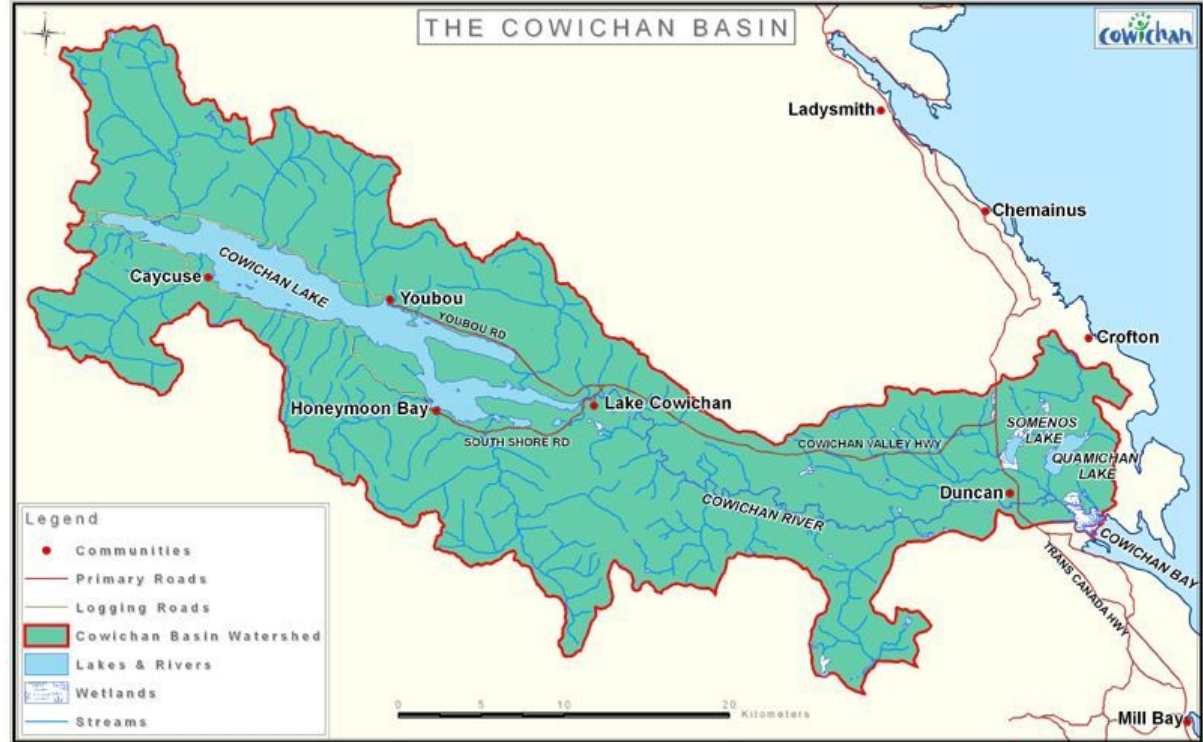 THE COWICHAN BASIN
cowichan
Ladysmith
Chemainus
COWICHAN LAKE
Caycuse
Youbou
YOUBOU RD
Crofton
Honeymoon Bay
Lake Cowichan
SOUTH SHORE RD
COWICHAN VALLEY HWY
SOMENOS
LAKE
QUAMICHAN
LAKE
Duncan
COWICHAN RIVER
COWICHAN BAY
TRANS CANADA HWY
Mill Bay
Legend
Communities
Primary Roads
Logging Roads
Cowichan Basin Watershed
Lakes & Rivers
Wetlands
Streams
0 5 10 20
Kilometers